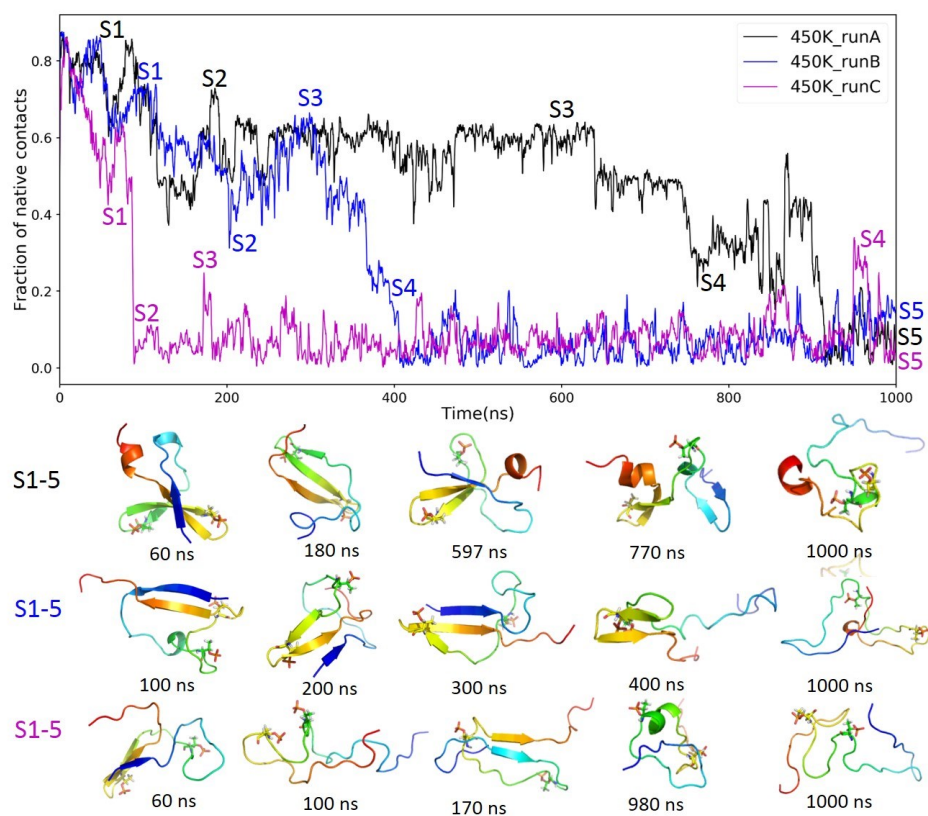 Fraction of native contacts
0.8
0.6
0.4
0.2
0.0
S1
S1
S1
S2
S2
S2
S3
S3
S3
S3
S4
S4
S4
S5
S5
S5
450K_runA
450K_runB
450K_runC
0
200
400
600
800
1000
Time(ns)
S1-5
60 ns
180 ns
597 ns
770 ns
1000 ns
S1-5
100 ns
200 ns
300 ns
400 ns
1000 ns
S1-5
60 ns
100 ns
170 ns
980 ns
1000 ns